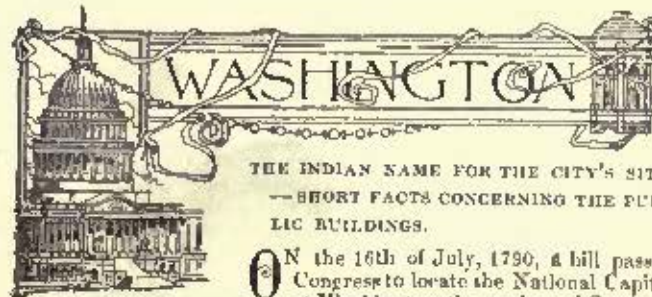 WASHINGTON
THE INDIAN NAME FOR THE CITY'S SIT
—SHORT FACTS CONCERNING THE PUB
LIC BUILDINGS.
ON the 16th of July, 1790, a bill pass
Congress to locate the National Capit